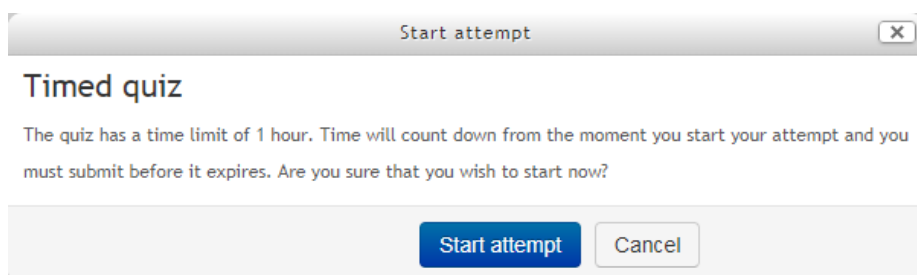 Start attempt
Timed quiz
The quiz has a time limit of 1 hour. Time will count down from the moment you start your attempt and you
must submit before it expires. Are you sure that you wish to start now?
Start attempt Cancel